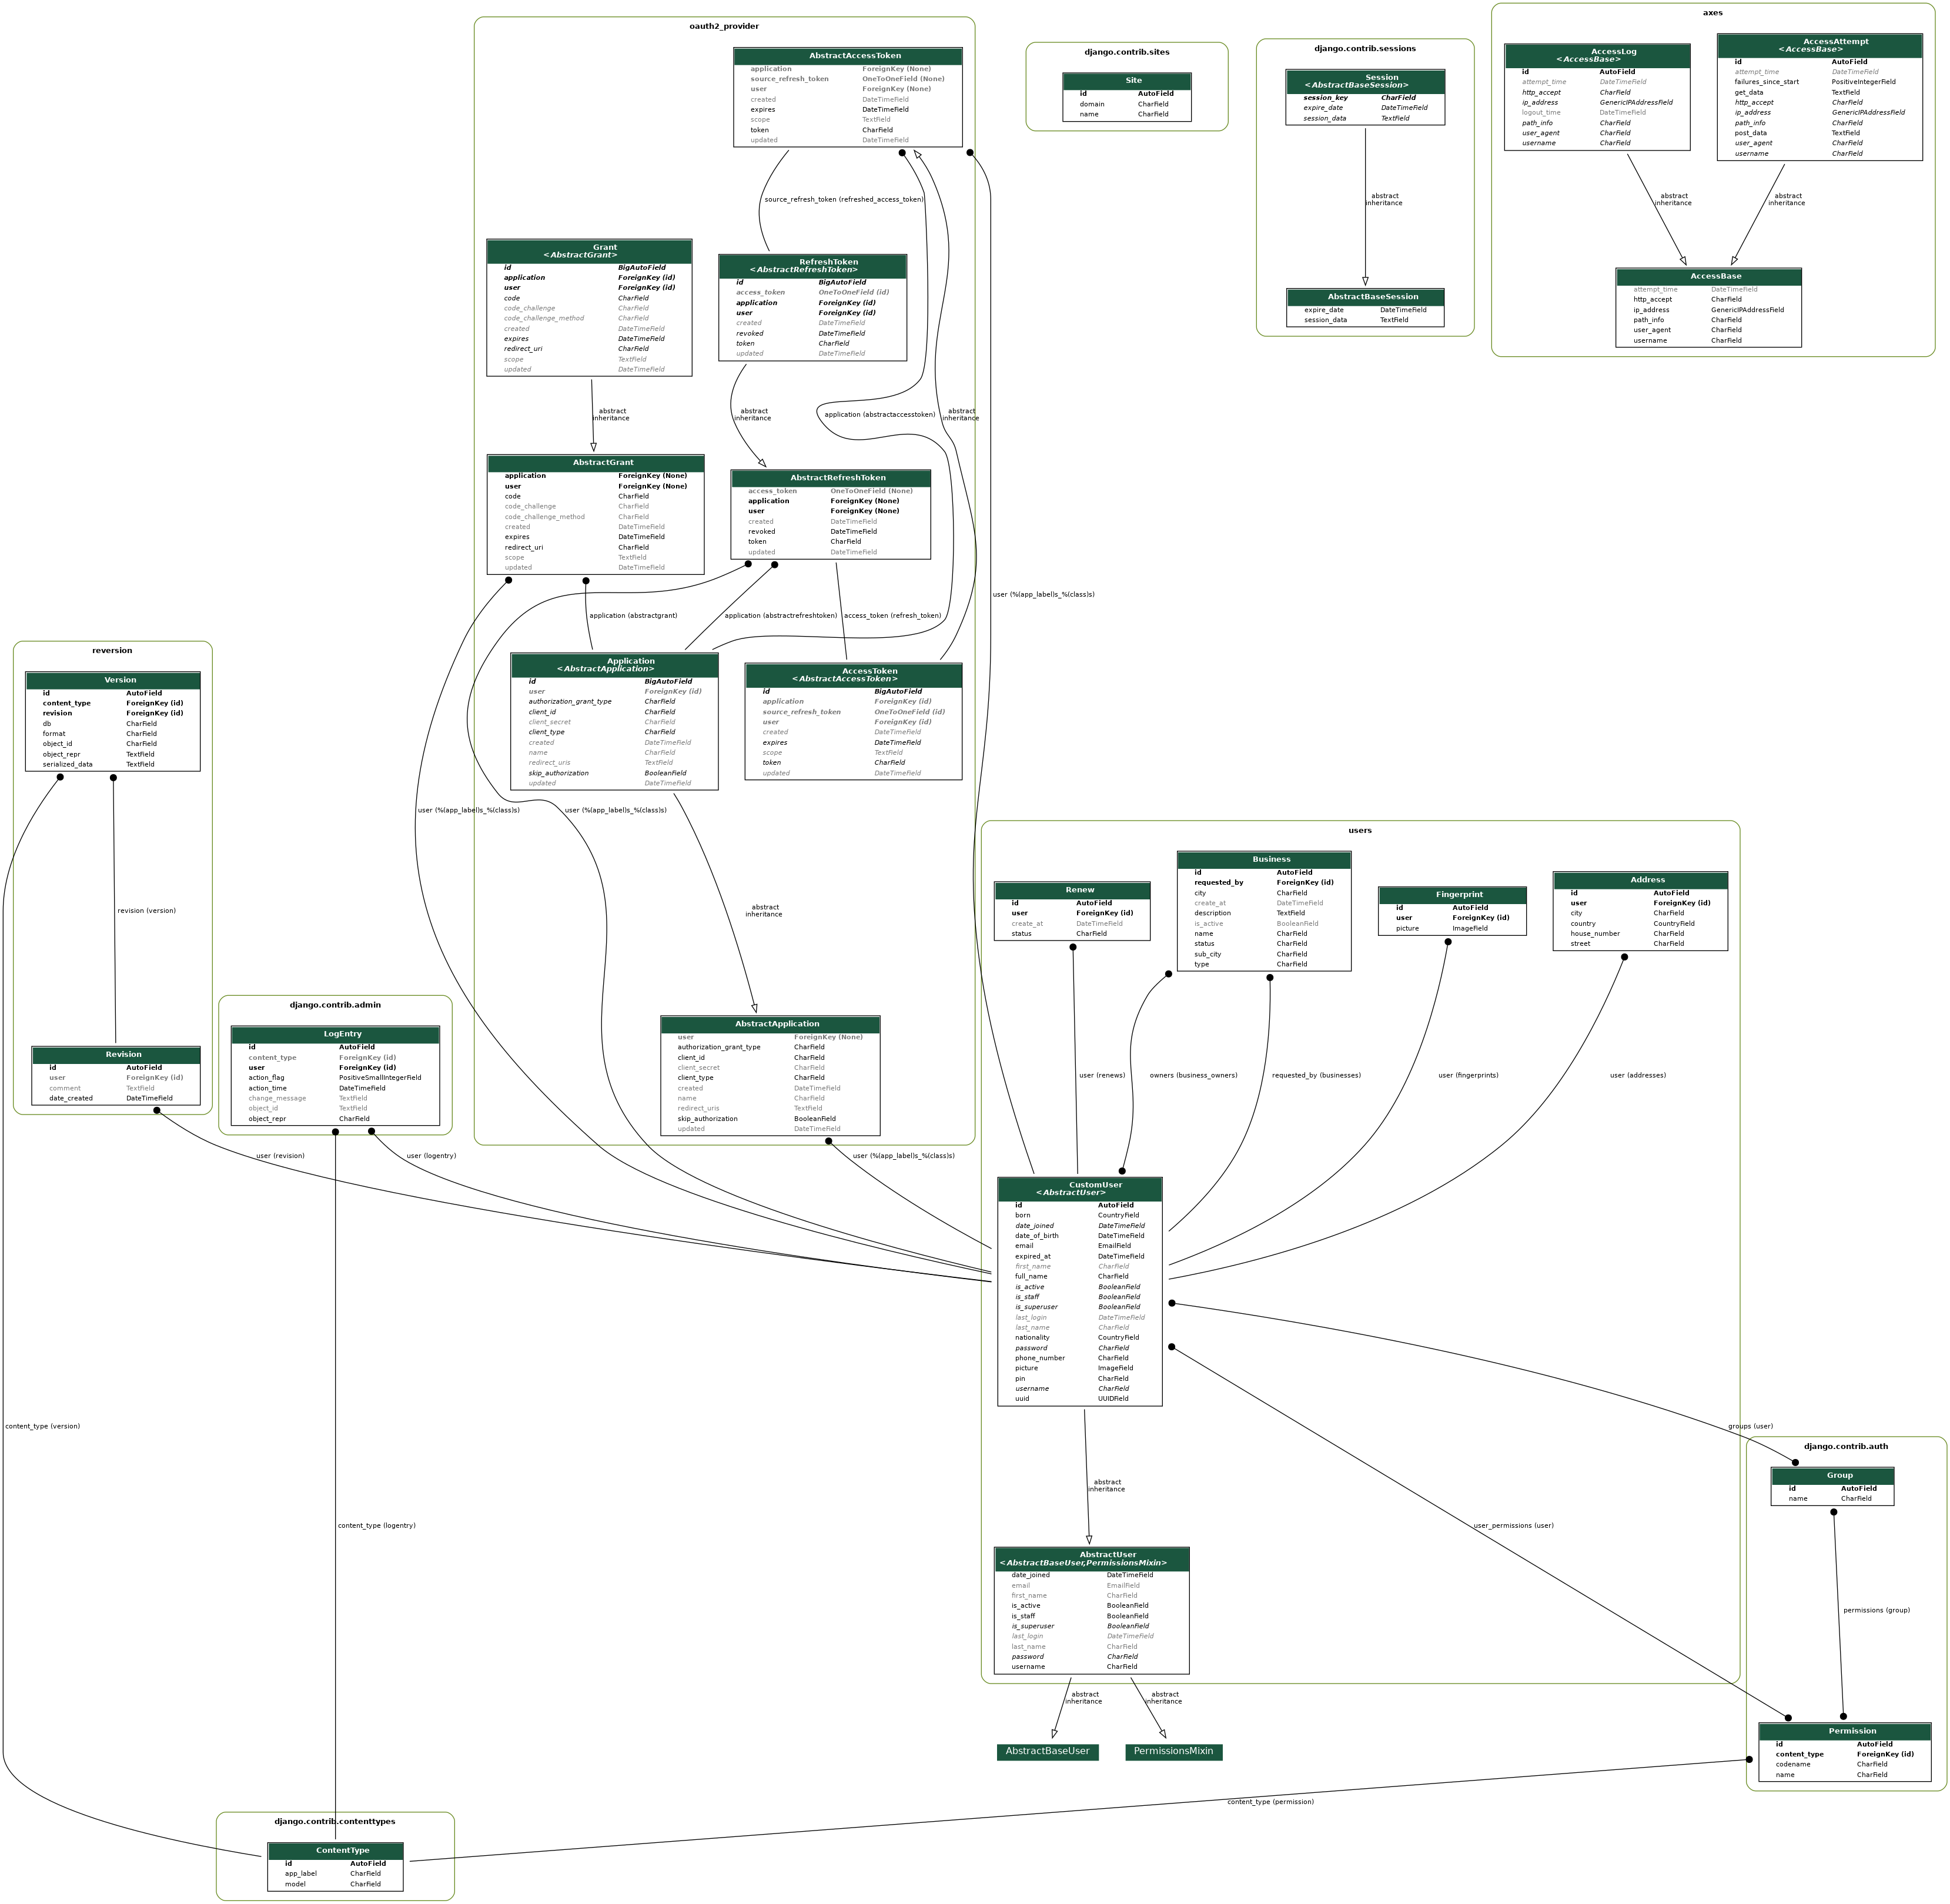 oauth2_provider
AbstractAccessToken
application ForeignKey (None)
source_refresh_token OneToOneField (None)
user ForeignKey (None)
created DateTimeField
expires DateTimeField
scope TextField
token CharField
updated DateTimeField
source_refresh_token (refreshed_access_token)
Grant
<AbstractGrant>
id BigAutoField
application ForeignKey (id)
user ForeignKey (id)
code CharField
code_challenge CharField
code_challenge_method CharField
created DateTimeField
expires DateTimeField
redirect_uri CharField
scope TextField
updated DateTimeField
RefreshToken
<AbstractRefreshToken>
id BigAutoField
access_token OneToOneField (id)
application ForeignKey (id)
user ForeignKey (id)
created DateTimeField
revoked DateTimeField
token CharField
updated DateTimeField
abstract
inheritance
abstract
inheritance
application (abstractaccesstoken)
abstract
inheritance
AbstractGrant
application ForeignKey (None)
user ForeignKey (None)
code CharField
code_challenge CharField
code_challenge_method CharField
created DateTimeField
expires DateTimeField
redirect_uri CharField
scope TextField
updated DateTimeField
AbstractRefreshToken
access_token OneToOneField (None)
application ForeignKey (None)
user ForeignKey (None)
created DateTimeField
revoked DateTimeField
token CharField
updated DateTimeField
application (abstractgrant)
application (abstractrefreshtoken)
access_token (refresh_token)
user (%(app_label)s_%(class)s)
Application
<AbstractApplication>
id BigAutoField
user ForeignKey (id)
authorization_grant_type CharField
client_id CharField
client_secret CharField
client_type CharField
created DateTimeField
name CharField
redirect_uris TextField
skip_authorization BooleanField
updated DateTimeField
AccessToken
<AbstractAccessToken>
id BigAutoField
application ForeignKey (id)
source_refresh_token OneToOneField (id)
user ForeignKey (id)
created DateTimeField
expires DateTimeField
scope TextField
token CharField
updated DateTimeField
user (%(app_label)s_%(class)s)
user (%(app_label)s_%(class)s)
abstract
inheritance
AbstractApplication
user ForeignKey (None)
authorization_grant_type CharField
client_id CharField
client_secret CharField
client_type CharField
created DateTimeField
name CharField
redirect_uris TextField
skip_authorization BooleanField
updated DateTimeField
user (%(app_label)s_%(class)s)
django.contrib.sites
Site
id AutoField
domain CharField
name CharField
django.contrib.sessions
Session
<AbstractBaseSession>
session_key CharField
expire_date DateTimeField
session_data TextField
abstract
inheritance
AbstractBaseSession
expire_date DateTimeField
session_data TextField
axes
AccessLog
<AccessBase>
id AutoField
attempt_time DateTimeField
http_accept CharField
ip_address GenericIPAddressField
logout_time DateTimeField
path_info CharField
user_agent CharField
username CharField
AccessAttempt
<AccessBase>
id AutoField
attempt_time DateTimeField
failures_since_start PositiveIntegerField
get_data TextField
http_accept CharField
ip_address GenericIPAddressField
path_info CharField
post_data TextField
user_agent CharField
username CharField
abstract
inheritance
abstract
inheritance
AccessBase
attempt_time DateTimeField
http_accept CharField
ip_address GenericIPAddressField
path_info CharField
user_agent CharField
username CharField
reversion
Version
id AutoField
content_type ForeignKey (id)
revision ForeignKey (id)
db CharField
format CharField
object_id CharField
object_repr TextField
serialized_data TextField
revision (version)
Revision
id AutoField
user ForeignKey (id)
comment TextField
date_created DateTimeField
user (revision)
content_type (version)
django.contrib.admin
LogEntry
id AutoField
content_type ForeignKey (id)
user ForeignKey (id)
action_flag PositiveSmallIntegerField
action_time DateTimeField
change_message TextField
object_id TextField
object_repr CharField
user (logentry)
content_type (logentry)
users
Renew
id AutoField
user ForeignKey (id)
create_at DateTimeField
status CharField
Business
id AutoField
requested_by ForeignKey (id)
city CharField
create_at DateTimeField
description TextField
is_active BooleanField
name CharField
status CharField
sub_city CharField
type CharField
Fingerprint
id AutoField
user ForeignKey (id)
picture ImageField
Address
id AutoField
user ForeignKey (id)
city CharField
country CountryField
house_number CharField
street CharField
user (renews)
owners (business_owners)
requested_by (businesses)
user (fingerprints)
user (addresses)
CustomUser
<AbstractUser>
id AutoField
born CountryField
date_joined DateTimeField
date_of_birth DateTimeField
email EmailField
expired_at DateTimeField
first_name CharField
full_name CharField
is_active BooleanField
is_staff BooleanField
is_superuser BooleanField
last_login DateTimeField
last_name CharField
nationality CountryField
password CharField
phone_number CharField
picture ImageField
pin CharField
username CharField
uuid UUIDField
abstract
inheritance
AbstractUser
<AbstractBaseUser,PermissionsMixin>
date_joined DateTimeField
email EmailField
first_name CharField
is_active BooleanField
is_staff BooleanField
is_superuser BooleanField
last_login DateTimeField
last_name CharField
password CharField
username CharField
abstract
inheritance
abstract
inheritance
AbstractBaseUser
PermissionsMixin
groups (user)
user_permissions (user)
django.contrib.auth
Group
id AutoField
name CharField
permissions (group)
Permission
id AutoField
content_type ForeignKey (id)
codename CharField
name CharField
content_type (permission)
django.contrib.contenttypes
ContentType
id AutoField
app_label CharField
model CharField